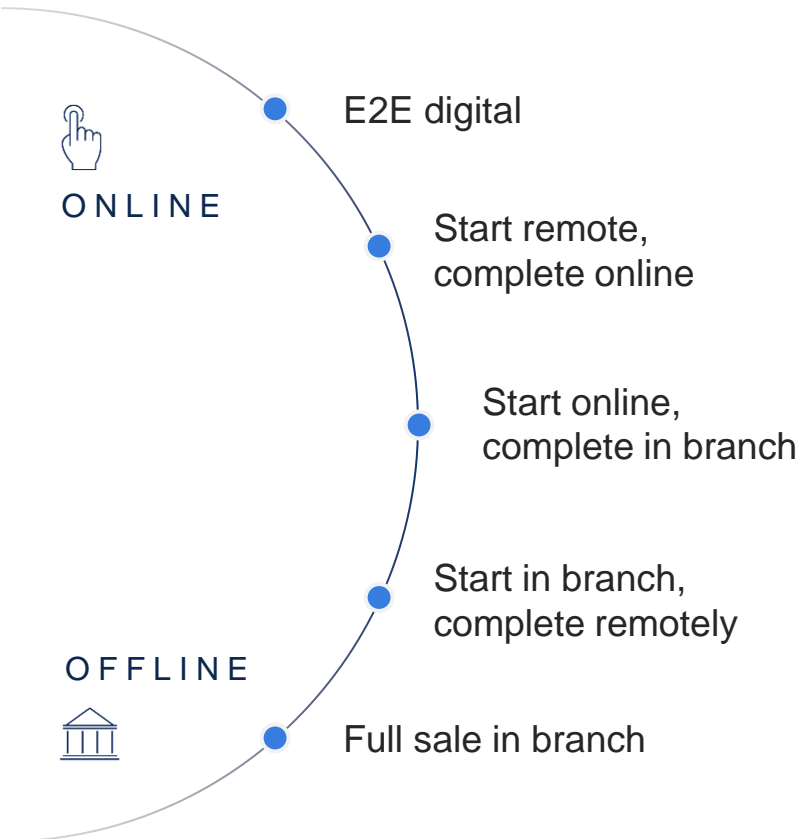 E2E digital
ONLINE
Start remote,
complete online
Start online,
complete in branch
Start in branch,
complete remotely
OFFLINE
Full sale in branch